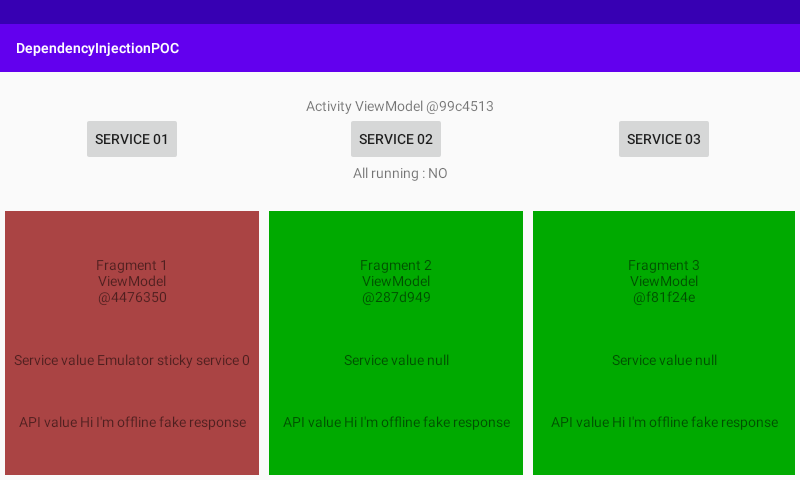 DependencyInjectionPOC
Activity ViewModel @99c4513
SERVICE 01
SERVICE 02
SERVICE 03
All running : NO
Fragment 1
ViewModel
@4476350
Service value Emulator sticky service 0
API value Hi I'm offline fake response
Fragment 2
ViewModel
@287d949
Service value null
API value Hi I'm offline fake response
Fragment 3
ViewModel
@f81f24e
Service value null
API value Hi I'm offline fake response